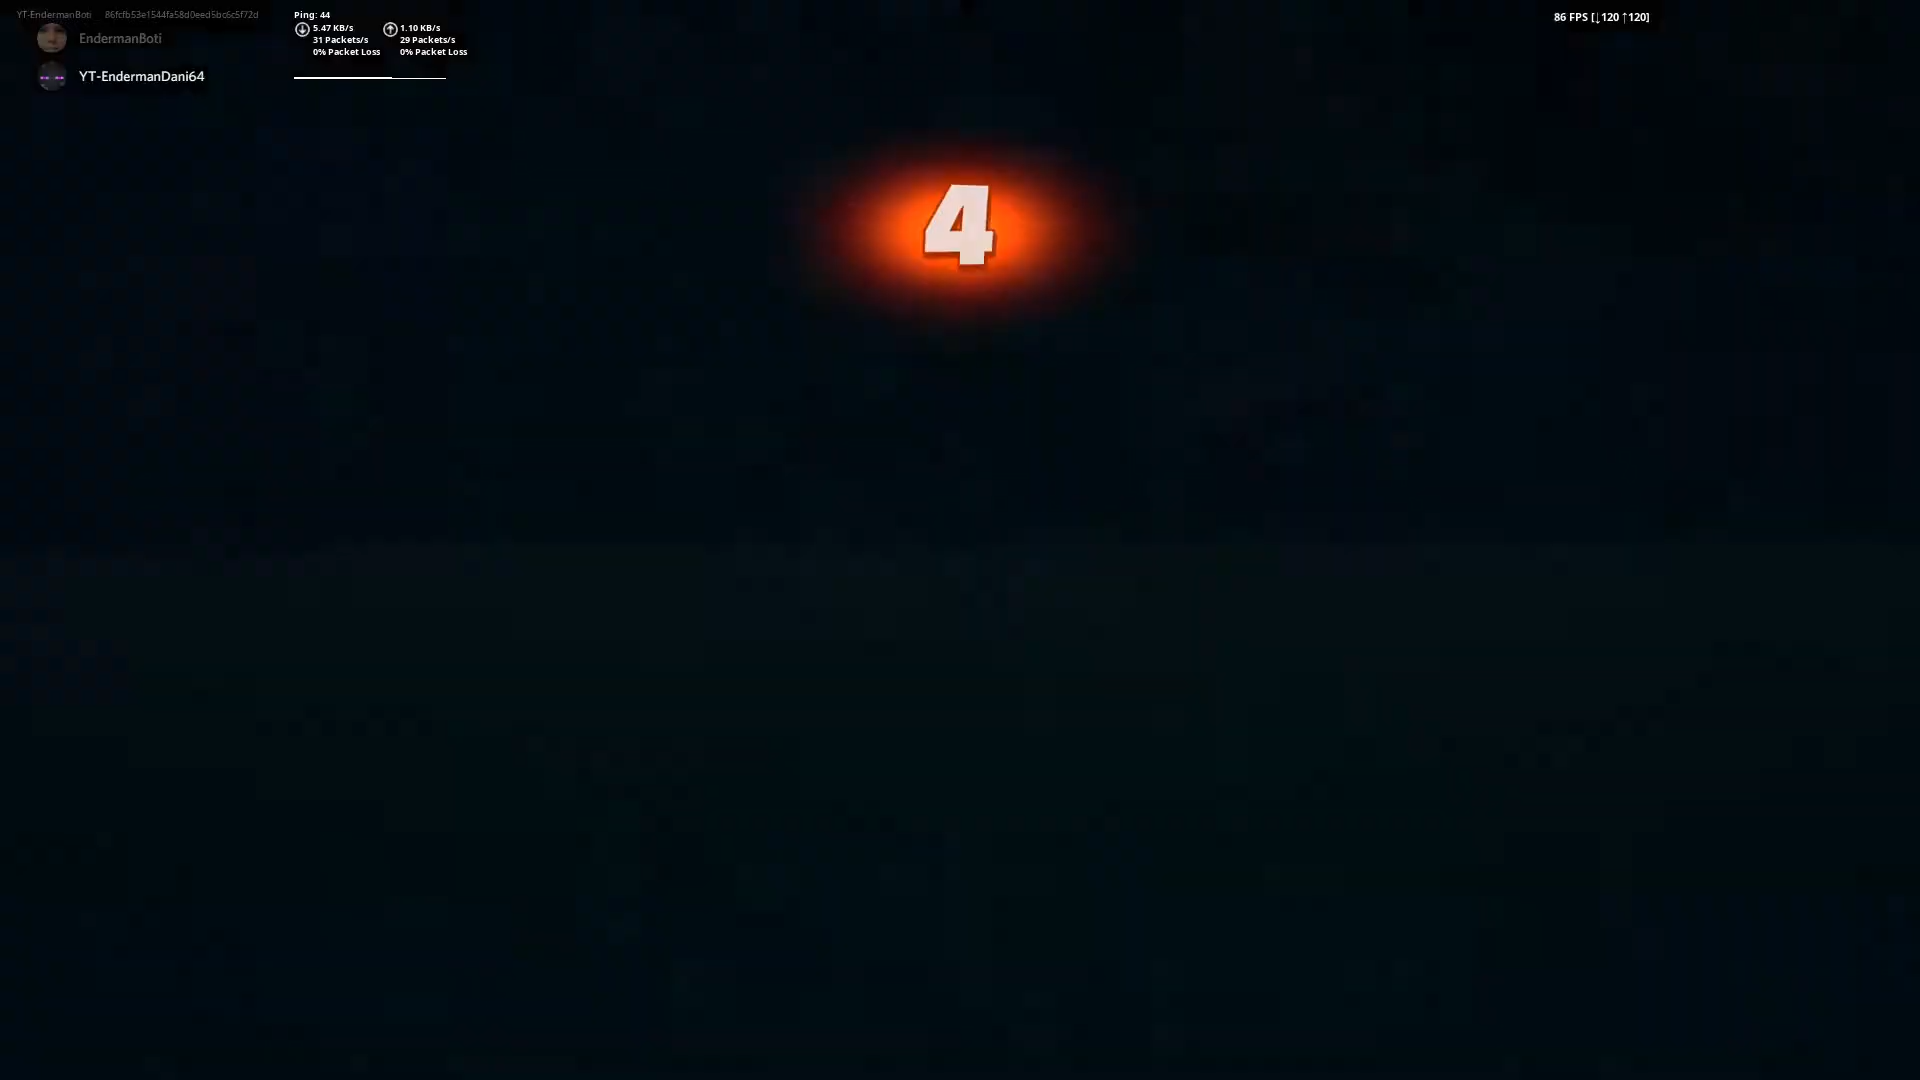 YT-EndermanBoti 86fcfb53e1544fa58d0eed5bc6c5f72d
EndermanBoti
YT-EndermanDani64
Ping: 44
5.47 KB/s 1.10 KB/s
31 Packets/s 29 Packets/s
0% Packet Loss 0% Packet Loss
86 FPS [↓120 ↑120]
4